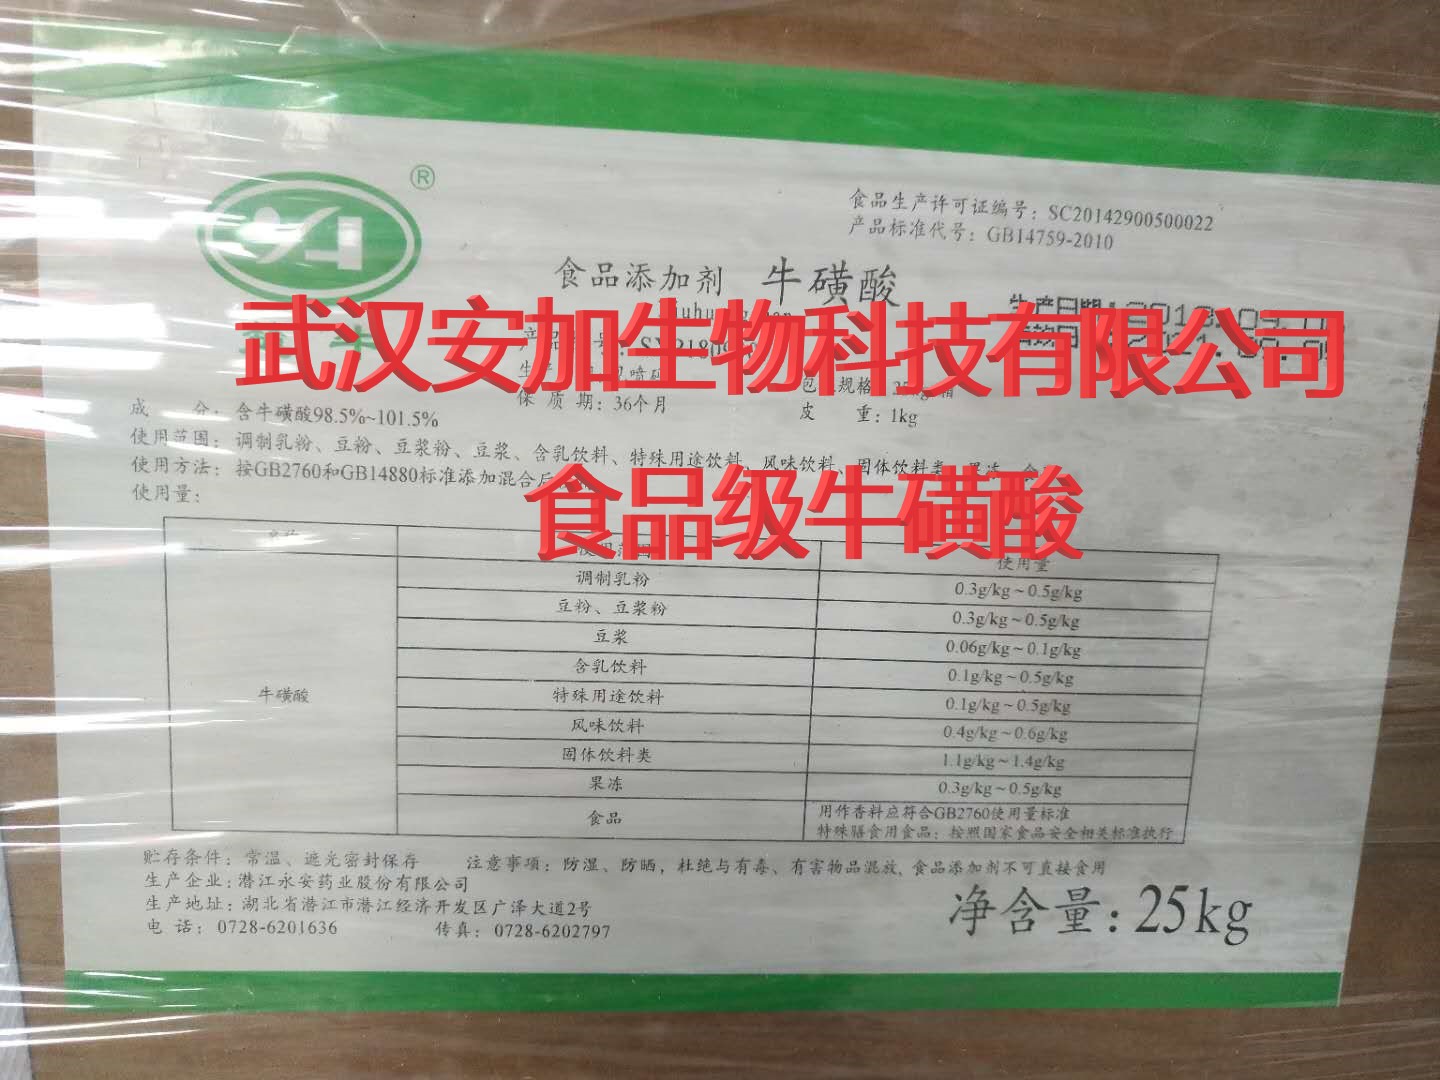 ®
食品生产许可证编号：SC20142900500022
产品标准代号：GB14759-2010
食品添加剂 牛磺酸
武汉安加生物科技有限公司
保 质 期：36个月
皮 重：1kg
成 分：含牛磺酸98.5%~101.5%
使用范围：调制乳粉、豆粉、豆浆粉、豆浆、含乳饮料、特殊用途饮料、风味饮料、固体饮料类、果冻、
使用方法：按GB2760和GB14880标准添加混合后
食品级牛磺酸
使用量：
使用范围 使用量
牛磺酸
调制乳粉 0.3g/kg~0.5g/kg
豆粉、豆浆粉 0.3g/kg~0.5g/kg
豆浆 0.06g/kg~0.1g/kg
含乳饮料 0.1g/kg~0.5g/kg
特殊用途饮料 0.1g/kg~0.5g/kg
风味饮料 0.4g/kg~0.6g/kg
固体饮料类 1.1g/kg~1.4g/kg
果冻 0.3g/kg~0.5g/kg
食品 用作香料应符合GB2760使用量标准
特殊膳食用食品：按照国家食品安全相关标准执行
贮存条件：常温、遮光密封保存 注意事项：防湿、防晒，杜绝与有毒、有害物品混放，食品添加剂不可直接食用
生产企业：潜江永安药业股份有限公司
生产地址：湖北省潜江市潜江经济开发区广泽大道2号
电 话：0728-6201636 传真：0728-6202797
净含量：25kg